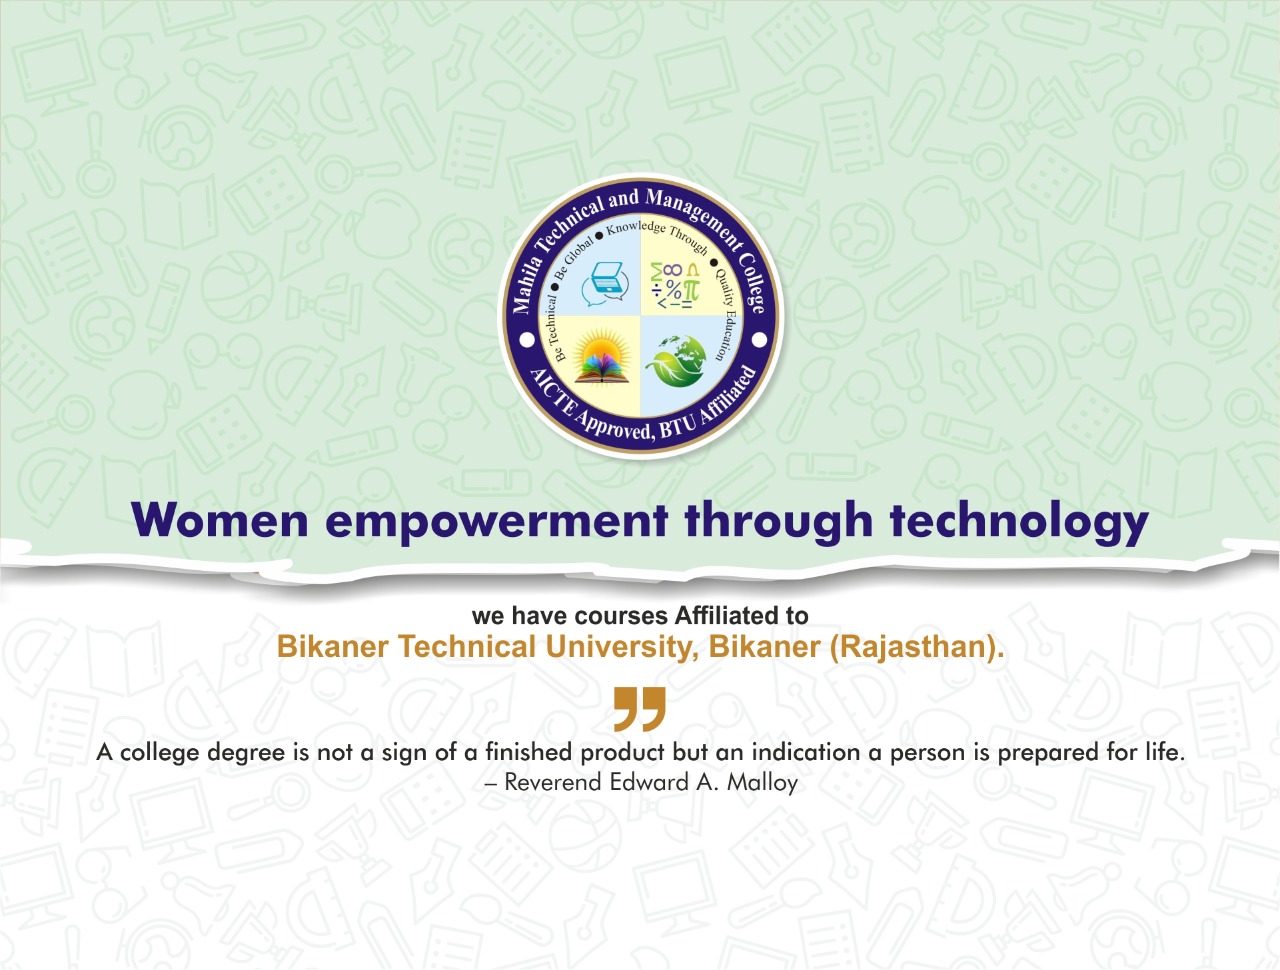 Mahila Technical and Management College
Be Technical ● Be Global ● Knowledge Through ● Quality Education
Σ ∞ Ω
÷ % π
< − =
AICTE Approved, BTU Affiliated
Women empowerment through technology
we have courses Affiliated to
Bikaner Technical University, Bikaner (Rajasthan).
”
A college degree is not a sign of a finished product but an indication a person is prepared for life.
– Reverend Edward A. Malloy